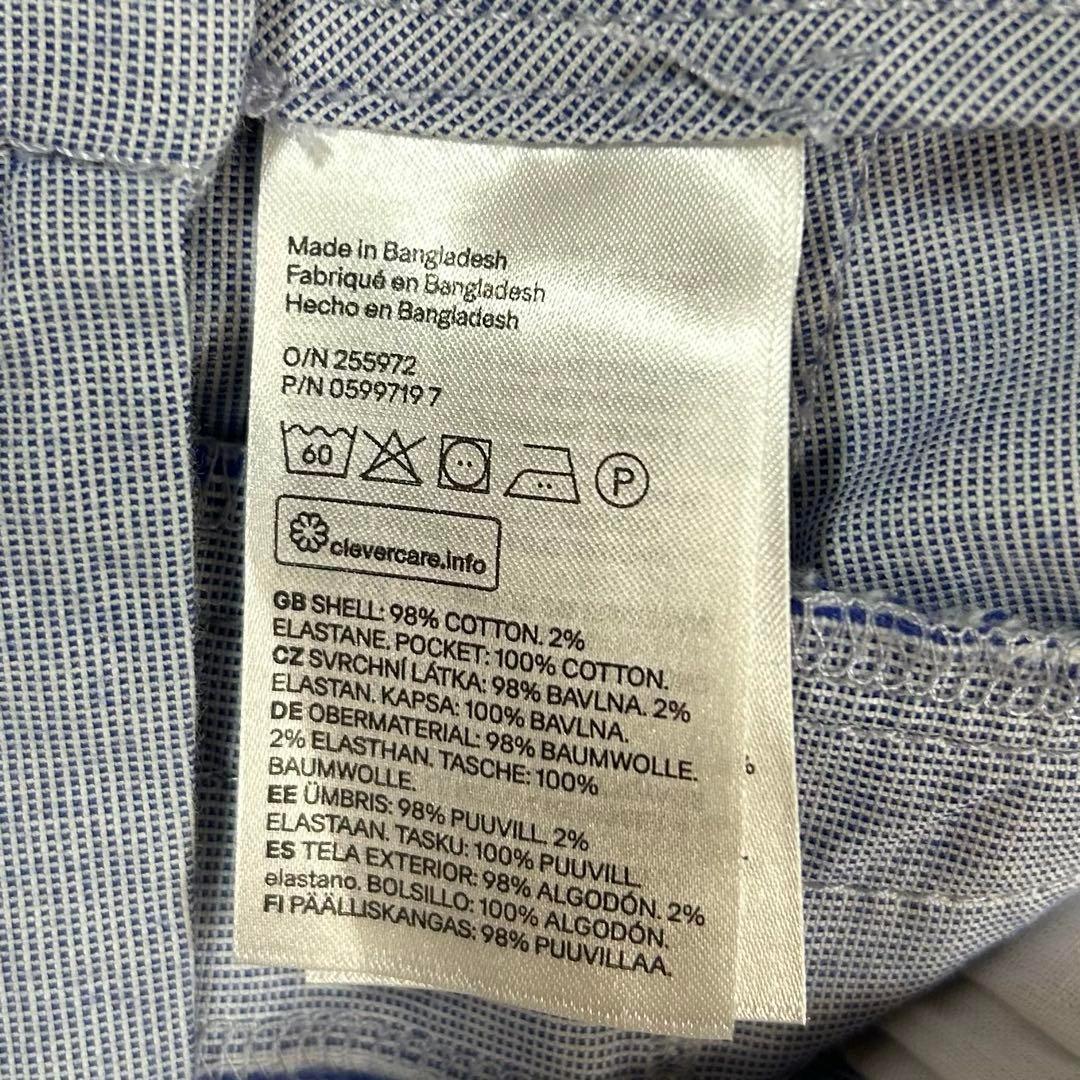 Made in Bangladesh
Fabriqué en Bangladesh
Hecho en Bangladesh
O/N 255972
P/N 0599719 7
60
P
clevercare.info
GB SHELL: 98% COTTON. 2%
ELASTANE. POCKET: 100% COTTON.
CZ SVRCHNÍ LÁTKA: 98% BAVLNA. 2%
ELASTAN. KAPSA: 100% BAVLNA.
DE OBERMATERIAL: 98% BAUMWOLLE.
2% ELASTHAN. TASCHE: 100%
BAUMWOLLE.
EE ÜMBRIS: 98% PUUVILL. 2%
ELASTAAN. TASKU: 100% PUUVILL.
ES TELA EXTERIOR: 98% ALGODÓN. 2%
elastano. BOLSILLO: 100% ALGODÓN.
FI PÄÄLLISKANGAS: 98% PUUVILLAA.